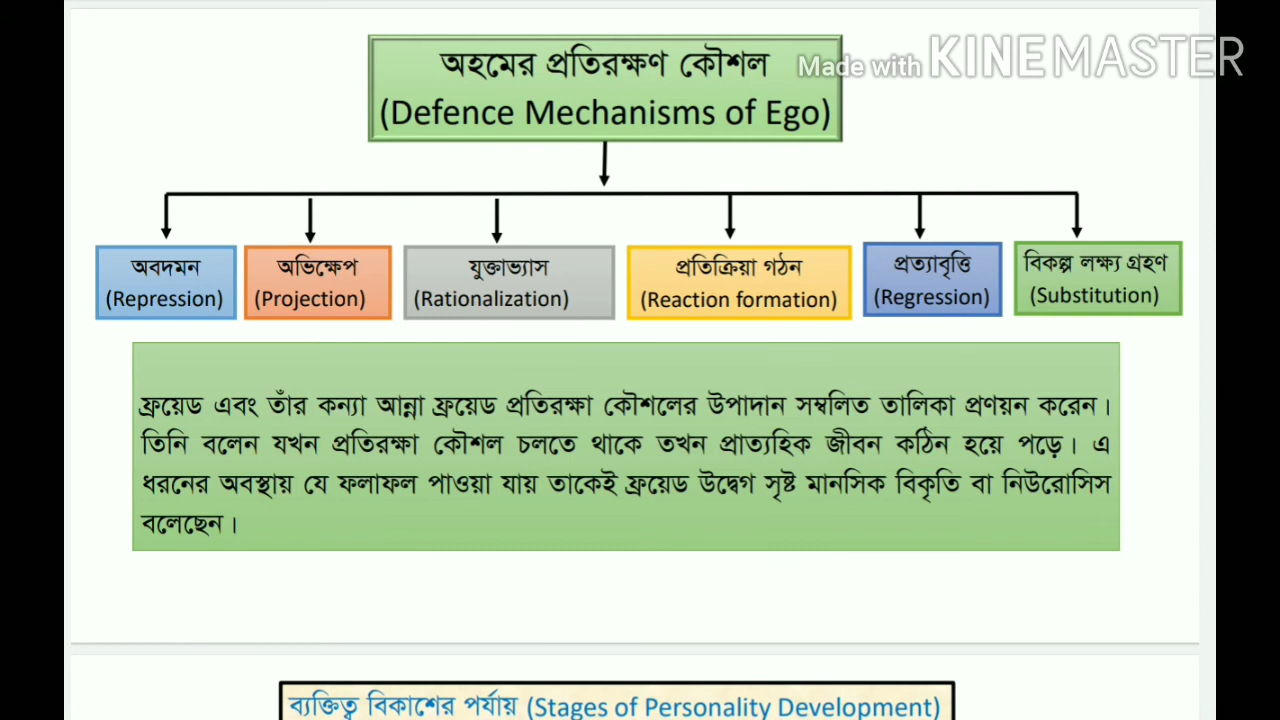 অহমের প্রতিরক্ষণ কৌশল
(Defence Mechanisms of Ego)
Made with KINEMASTER
অবদমন
(Repression)
অভিক্ষেপ
(Projection)
যুক্তাভ্যাস
(Rationalization)
প্রতিক্রিয়া গঠন
(Reaction formation)
প্রত্যাবৃত্তি
(Regression)
বিকল্প লক্ষ্য গ্রহণ
(Substitution)
ফ্রয়েড এবং তাঁর কন্যা আন্না ফ্রয়েড প্রতিরক্ষা কৌশলের উপাদান সম্বলিত তালিকা প্রণয়ন করেন।
তিনি বলেন যখন প্রতিরক্ষা কৌশল চলতে থাকে তখন প্রাত্যহিক জীবন কঠিন হয়ে পড়ে। এ
ধরনের অবস্থায় যে ফলাফল পাওয়া যায় তাকেই ফ্রয়েড উদ্বেগ সৃষ্ট মানসিক বিকৃতি বা নিউরোসিস
বলেছেন।
ব্যক্তিত্ব বিকাশের পর্যায় (Stages of Personality Development)